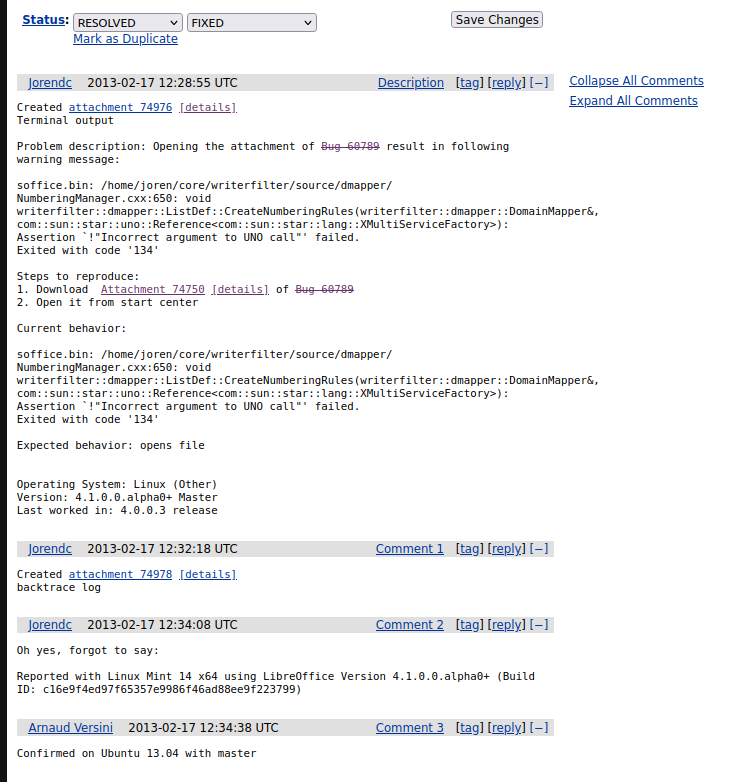 Status: RESOLVED FIXED Save Changes
Mark as Duplicate
Jorendc 2013-02-17 12:28:55 UTC Description [tag] [reply] [−]
Collapse All Comments
Expand All Comments
Created attachment 74976 [details]
Terminal output
Problem description: Opening the attachment of Bug 60789 result in following
warning message:
soffice.bin: /home/joren/core/writerfilter/source/dmapper/
NumberingManager.cxx:650: void
writerfilter::dmapper::ListDef::CreateNumberingRules(writerfilter::dmapper::DomainMapper&,
com::sun::star::uno::Reference<com::sun::star::lang::XMultiServiceFactory>):
Assertion `!"Incorrect argument to UNO call"' failed.
Exited with code '134'
Steps to reproduce:
1. Download  Attachment 74750 [details] of Bug 60789
2. Open it from start center
Current behavior:
soffice.bin: /home/joren/core/writerfilter/source/dmapper/
NumberingManager.cxx:650: void
writerfilter::dmapper::ListDef::CreateNumberingRules(writerfilter::dmapper::DomainMapper&,
com::sun::star::uno::Reference<com::sun::star::lang::XMultiServiceFactory>):
Assertion `!"Incorrect argument to UNO call"' failed.
Exited with code '134'
Expected behavior: opens file
Operating System: Linux (Other)
Version: 4.1.0.0.alpha0+ Master
Last worked in: 4.0.0.3 release
Jorendc 2013-02-17 12:32:18 UTC Comment 1 [tag] [reply] [−]
Created attachment 74978 [details]
backtrace log
Jorendc 2013-02-17 12:34:08 UTC Comment 2 [tag] [reply] [−]
Oh yes, forgot to say:
Reported with Linux Mint 14 x64 using LibreOffice Version 4.1.0.0.alpha0+ (Build
ID: c16e9f4ed97f65357e9986f46ad88ee9f223799)
Arnaud Versini 2013-02-17 12:34:38 UTC Comment 3 [tag] [reply] [−]
Confirmed on Ubuntu 13.04 with master